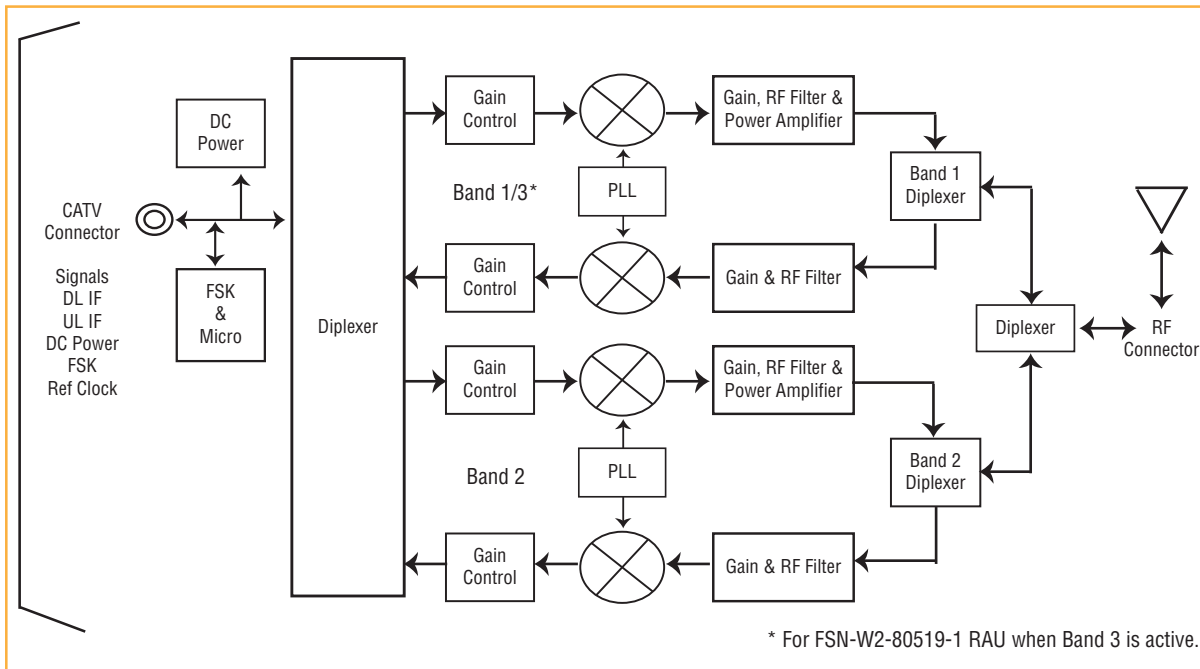 CATV
Connector
Signals
DL IF
UL IF
DC Power
FSK
Ref Clock
DC
Power
FSK
&
Micro
Diplexer
Gain
Control
Gain, RF Filter &
Power Amplifier
Band 1/3*
PLL
Band 1
Diplexer
Gain
Control
Gain & RF Filter
Gain
Control
Gain, RF Filter &
Power Amplifier
Band 2
PLL
Band 2
Diplexer
Gain
Control
Gain & RF Filter
Diplexer
RF
Connector
* For FSN-W2-80519-1 RAU when Band 3 is active.